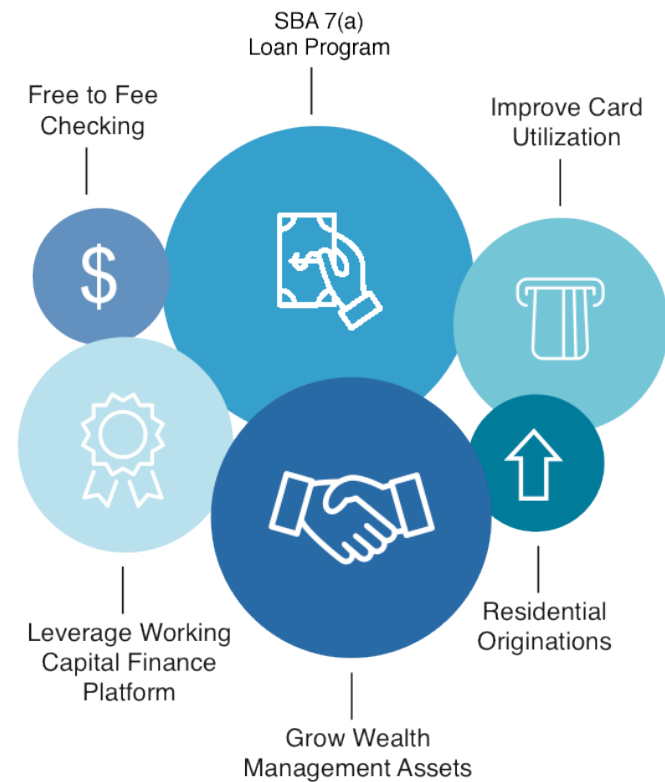 SBA 7(a)
Loan Program
Free to Fee
Checking
Improve Card
Utilization
$
Leverage Working
Capital Finance
Platform
Residential
Originations
Grow Wealth
Management Assets